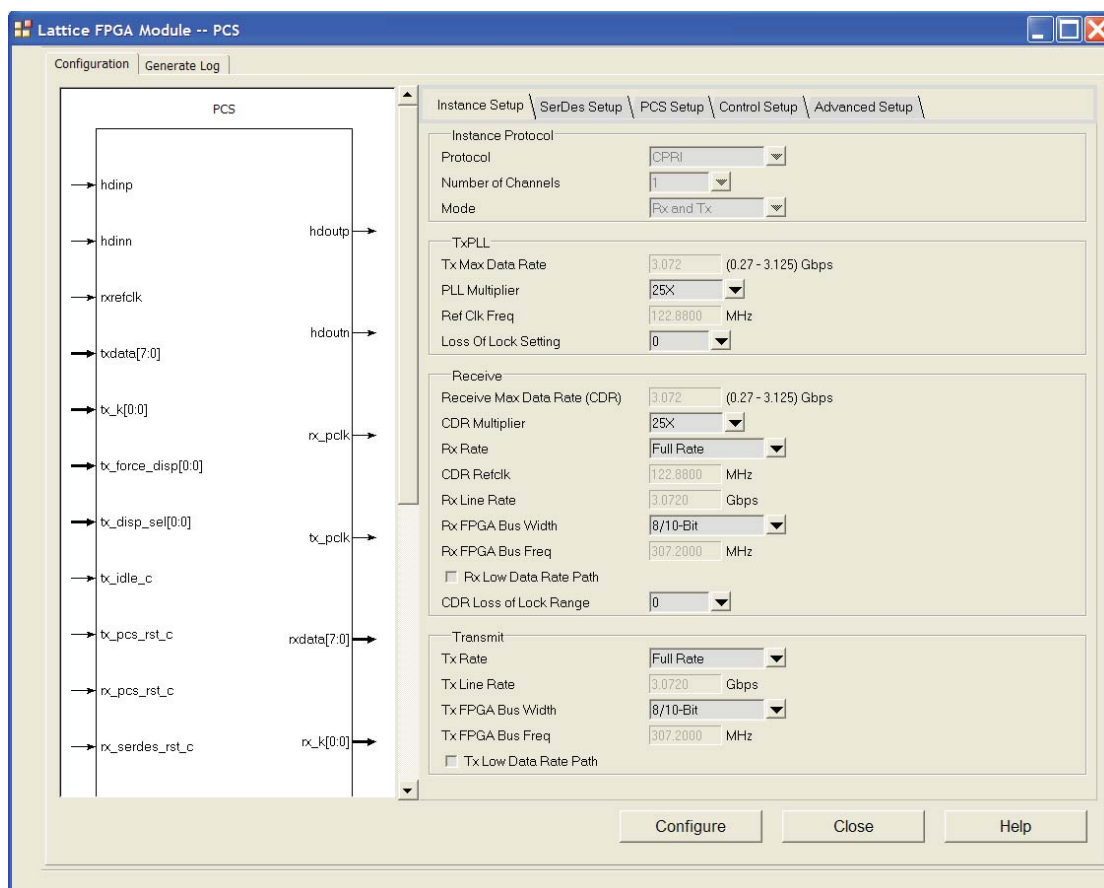 Lattice FPGA Module -- PCS
Configuration Generate Log
PCS
hdinp
hdinn
rxrefclk
txdata[7:0]
tx_k[0:0]
tx_force_disp[0:0]
tx_disp_sel[0:0]
tx_idle_c
tx_pcs_rst_c
rx_pcs_rst_c
rx_serdes_rst_c
hdoutp
hdoutn
rx_pclk
tx_pclk
rxdata[7:0]
rx_k[0:0]
Instance Setup SerDes Setup PCS Setup Control Setup Advanced Setup
Instance Protocol
Protocol CPRI
Number of Channels 1
Mode Rx and Tx
TxPLL
Tx Max Data Rate 3.072 (0.27 - 3.125) Gbps
PLL Multiplier 25X
Ref Clk Freq 122.8800 MHz
Loss Of Lock Setting 0
Receive
Receive Max Data Rate (CDR) 3.072 (0.27 - 3.125) Gbps
CDR Multiplier 25X
Rx Rate Full Rate
CDR Refclk 122.8800 MHz
Rx Line Rate 3.0720 Gbps
Rx FPGA Bus Width 8/10-Bit
Rx FPGA Bus Freq 307.2000 MHz
Rx Low Data Rate Path
CDR Loss of Lock Range 0
Transmit
Tx Rate Full Rate
Tx Line Rate 3.0720 Gbps
Tx FPGA Bus Width 8/10-Bit
Tx FPGA Bus Freq 307.2000 MHz
Tx Low Data Rate Path
Configure Close Help